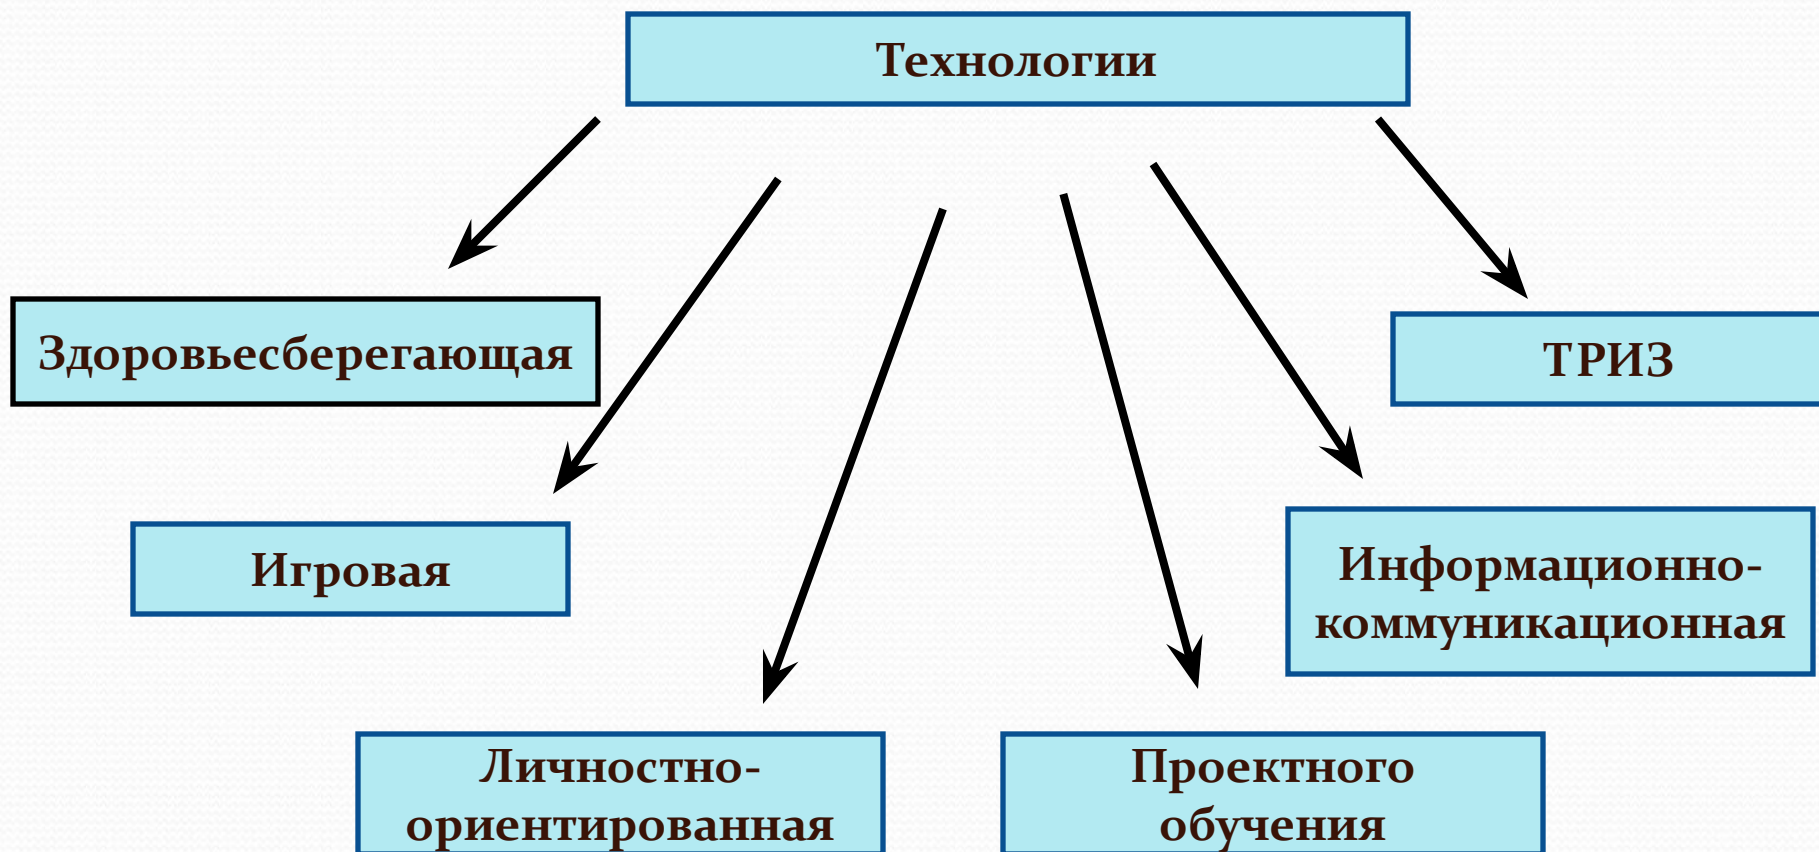 Технологии
Здоровьесберегающая
ТРИЗ
Игровая
Информационно-
коммуникационная
Личностно-
ориентированная
Проектного
обучения